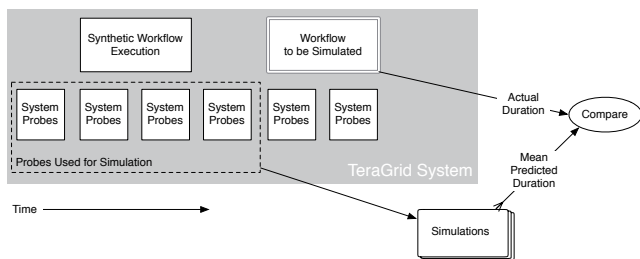 Synthetic Workflow
Execution
Workflow
to be Simulated
System
Probes
System
Probes
System
Probes
System
Probes
System
Probes
System
Probes
Probes Used for Simulation
TeraGrid System
Actual
Duration
Compare
Mean
Predicted
Duration
Time
Simulations